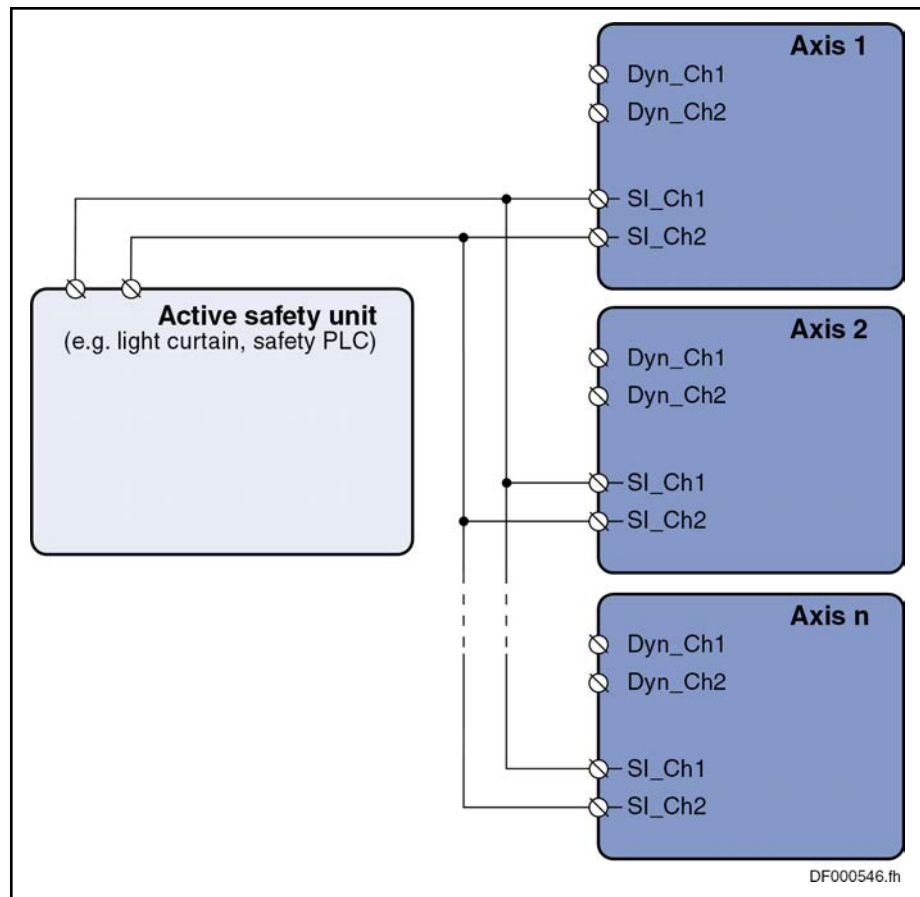 Axis 1
Dyn_Ch1
Dyn_Ch2
SI_Ch1
SI_Ch2
Active safety unit
(e.g. light curtain, safety PLC)
Axis 2
Dyn_Ch1
Dyn_Ch2
SI_Ch1
SI_Ch2
Axis n
Dyn_Ch1
Dyn_Ch2
SI_Ch1
SI_Ch2
DF000546.fh